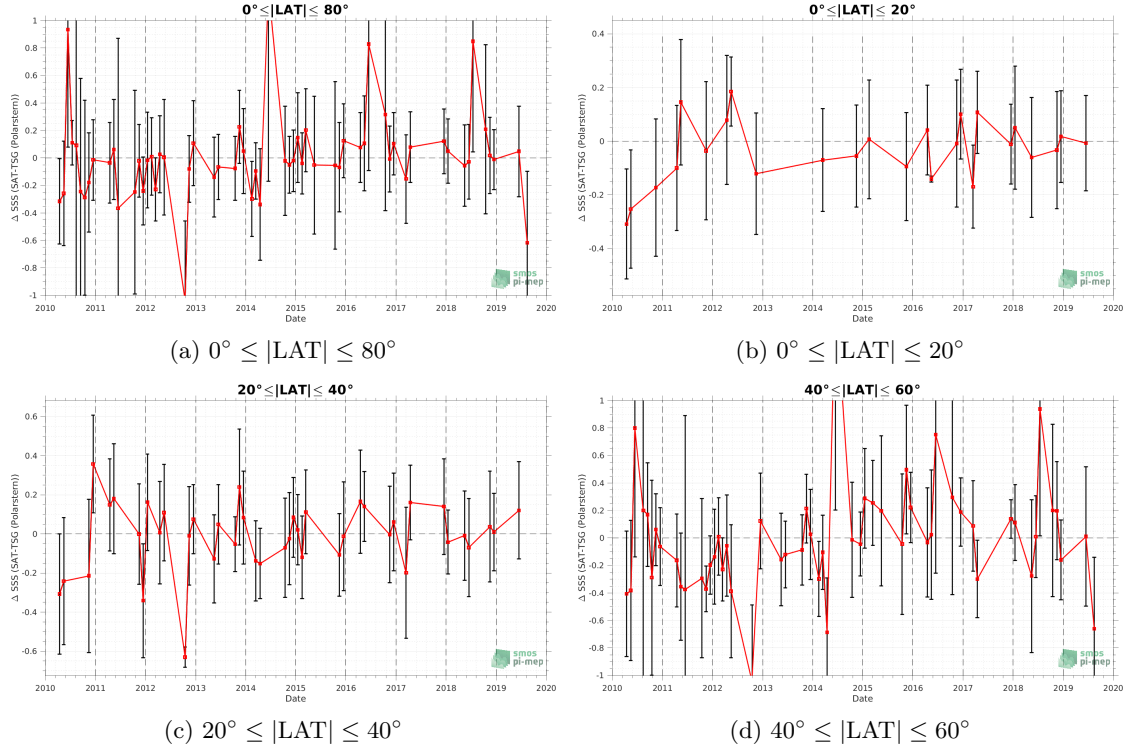 0°≤|LAT|≤ 80°
Δ SSS (SAT-TSG (Polarstern))
1
0.8
0.6
0.4
0.2
0
-0.2
-0.4
-0.6
-0.8
-1
2010 2011 2012 2013 2014 2015 2016 2017 2018 2019 2020
Date
smos
pi-mep
(a) 0° ≤ |LAT| ≤ 80°
0°≤|LAT|≤ 20°
Δ SSS (SAT-TSG (Polarstern))
0.4
0.2
0
-0.2
-0.4
2010 2011 2012 2013 2014 2015 2016 2017 2018 2019 2020
Date
smos
pi-mep
(b) 0° ≤ |LAT| ≤ 20°
20°≤|LAT|≤ 40°
Δ SSS (SAT-TSG (Polarstern))
0.6
0.4
0.2
0
-0.2
-0.4
-0.6
2010 2011 2012 2013 2014 2015 2016 2017 2018 2019 2020
Date
smos
pi-mep
(c) 20° ≤ |LAT| ≤ 40°
40°≤|LAT|≤ 60°
Δ SSS (SAT-TSG (Polarstern))
1
0.8
0.6
0.4
0.2
0
-0.2
-0.4
-0.6
-0.8
-1
2010 2011 2012 2013 2014 2015 2016 2017 2018 2019 2020
Date
smos
pi-mep
(d) 40° ≤ |LAT| ≤ 60°